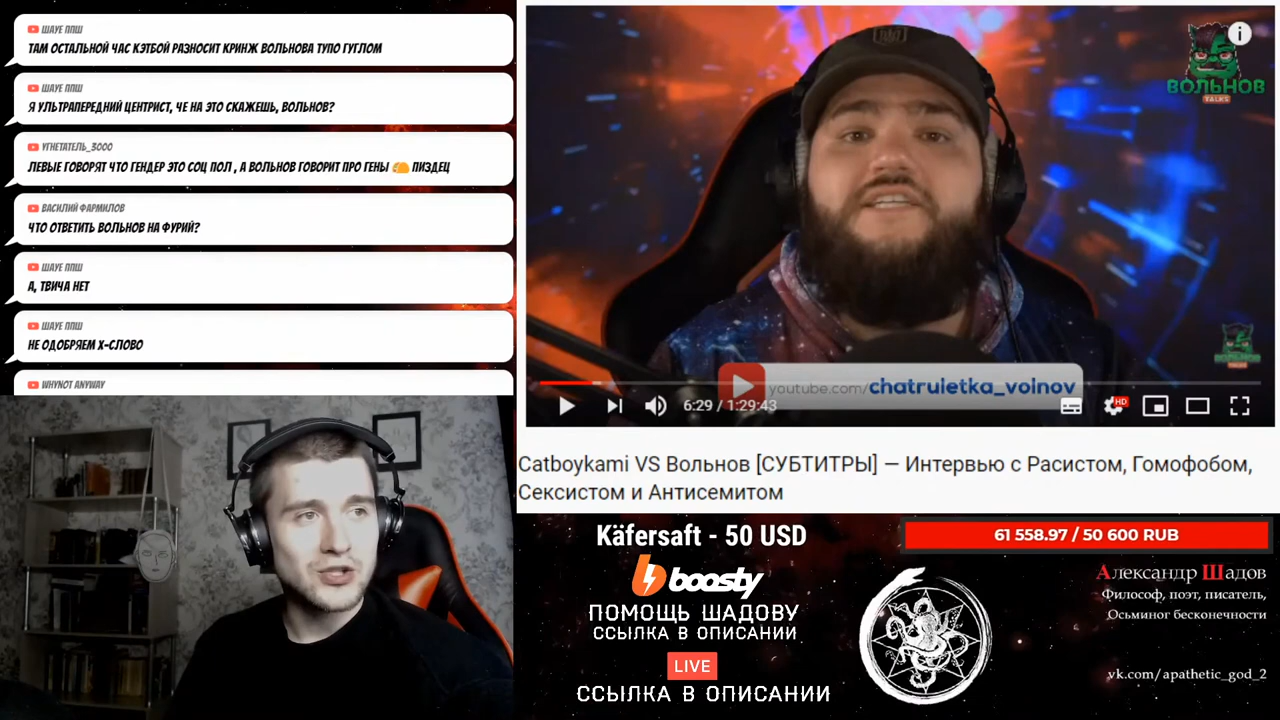 ШАУЕ ППШ
ТАМ ОСТАЛЬНОЙ ЧАС КЭТБОЙ РАЗНОСИТ КРИНЖ ВОЛЬНОВА ТУПО ГУГЛОМ
ШАУЕ ППШ
Я УЛЬТРАПЕРЕДНИЙ ЦЕНТРИСТ, ЧЕ НА ЭТО СКАЖЕШЬ, ВОЛЬНОВ?
УГНЕТАТЕЛЬ_3000
ЛЕВЫЕ ГОВОРЯТ ЧТО ГЕНДЕР ЭТО СОЦ ПОЛ , А ВОЛЬНОВ ГОВОРИТ ПРО ГЕНЫ 🌮 ПИЗДЕЦ
ВАСИЛИЙ ФАРМИЛОВ
ЧТО ОТВЕТИТЬ ВОЛЬНОВ НА ФУРИЙ?
ШАУЕ ППШ
А, ТВИЧА НЕТ
ШАУЕ ППШ
НЕ ОДОБРЯЕМ Х-СЛОВО
WHYNOT ANYWAY
ВОЛЬНОВ
TALKS
ВОЛЬНОВ
youtube.com/chatruletka_volnov
6:29 / 1:29:43
HD
Catboykami VS Вольнов [СУБТИТРЫ] — Интервью с Расистом, Гомофобом,
Сексистом и Антисемитом
Käfersaft - 50 USD
boosty
ПОМОЩЬ ШАДОВУ
ССЫЛКА В ОПИСАНИИ
LIVE
ССЫЛКА В ОПИСАНИИ
61 558.97 / 50 600 RUB
Александр Шадов
Философ, поэт, писатель,
Осьминог бесконечности
vk.com/apathetic_god_2